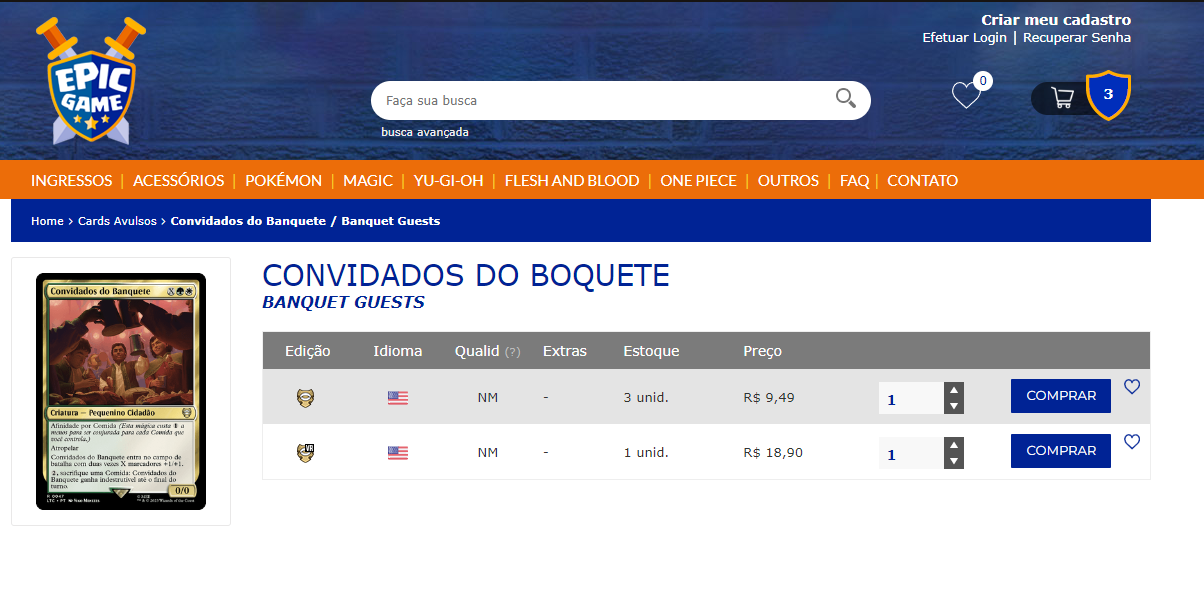 Criar meu cadastro
Efetuar Login | Recuperar Senha
EPIC
GAME
Faça sua busca
0
3
busca avançada
INGRESSOS | ACESSÓRIOS | POKÉMON | MAGIC | YU-GI-OH | FLESH AND BLOOD | ONE PIECE | OUTROS | FAQ | CONTATO
Home › Cards Avulsos › Convidados do Banquete / Banquet Guests
CONVIDADOS DO BOQUETE
BANQUET GUESTS
Convidados do Banquete X
Criatura — Pequenino Cidadão
Afinidade por Comida (Esta mágica custa 1 a
menos para ser conjurada para cada Comida que
você controla.)
Atropelar
Convidados do Banquete entra no campo de
batalha com duas vezes X marcadores +1/+1.
2, sacrifique uma Comida: Convidados do
Banquete ganha indestrutível até o final do
turno.
0/0
R 0047
LTC • PT
Edição Idioma Qualid (?) Extras Estoque Preço
NM - 3 unid. R$ 9,49 1 COMPRAR
VR NM - 1 unid. R$ 18,90 1 COMPRAR